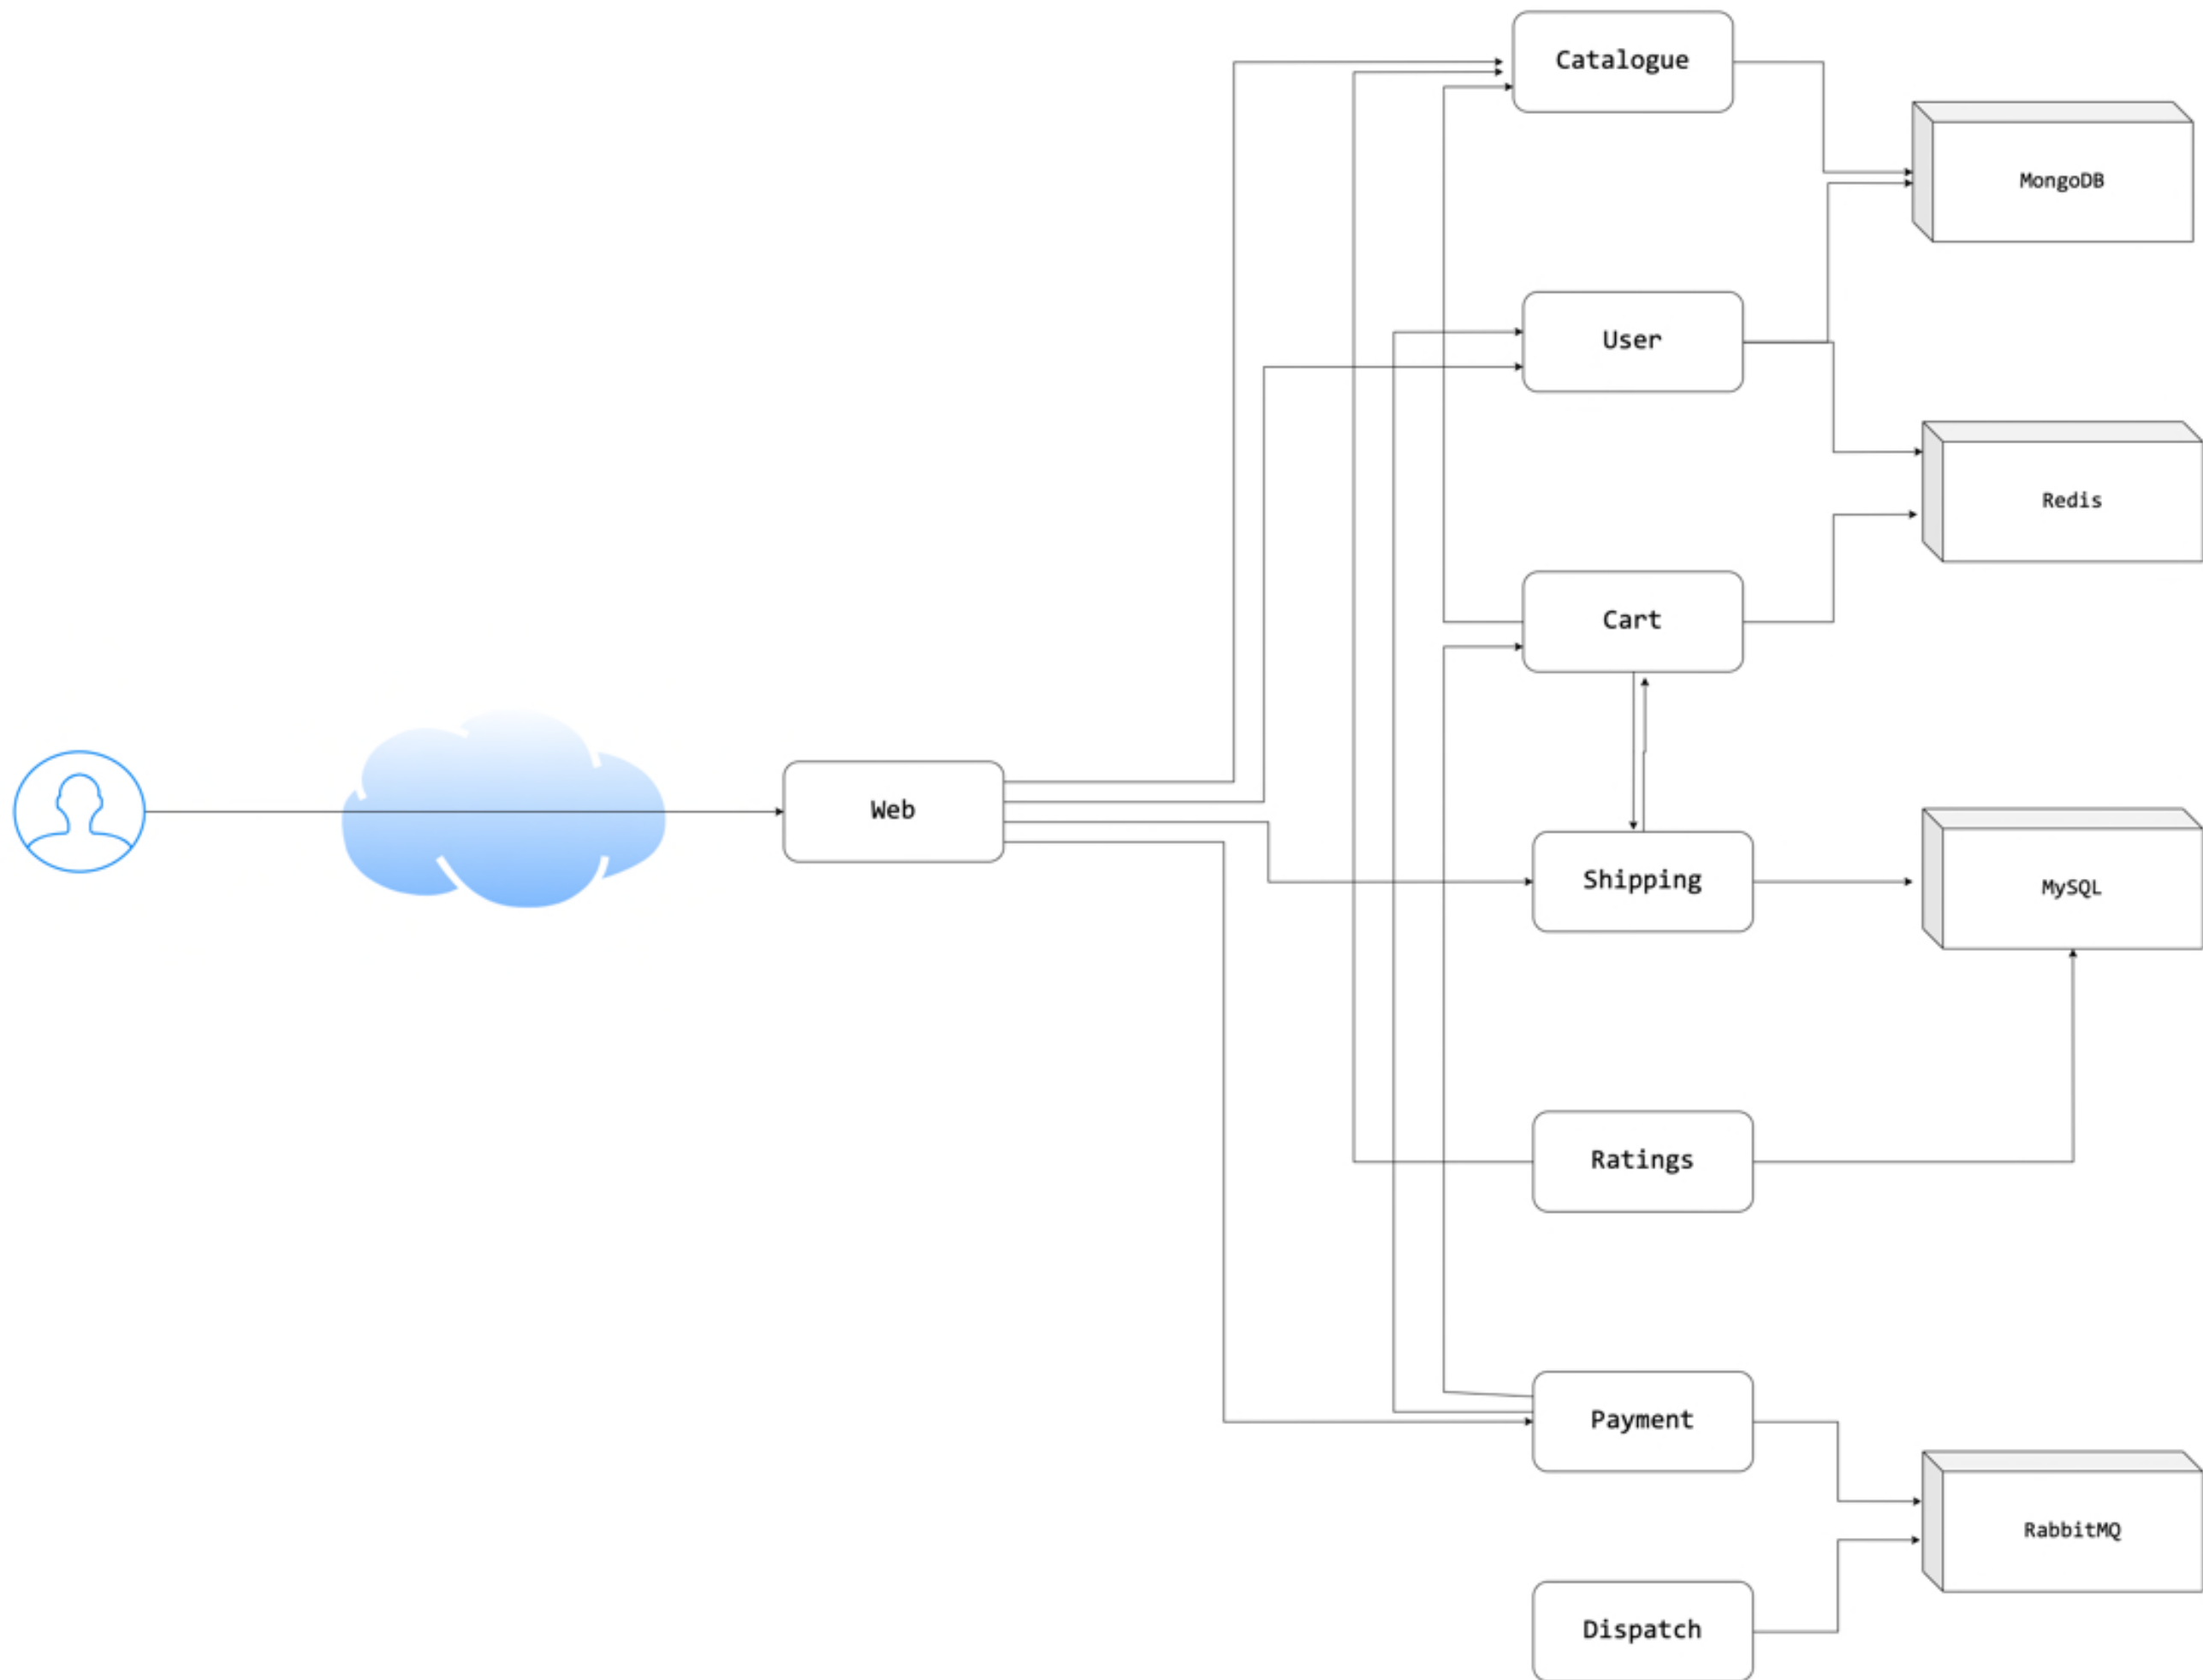 Catalogue
MongoDB
User
Redis
Cart
Web
Shipping
MySQL
Ratings
Payment
RabbitMQ
Dispatch